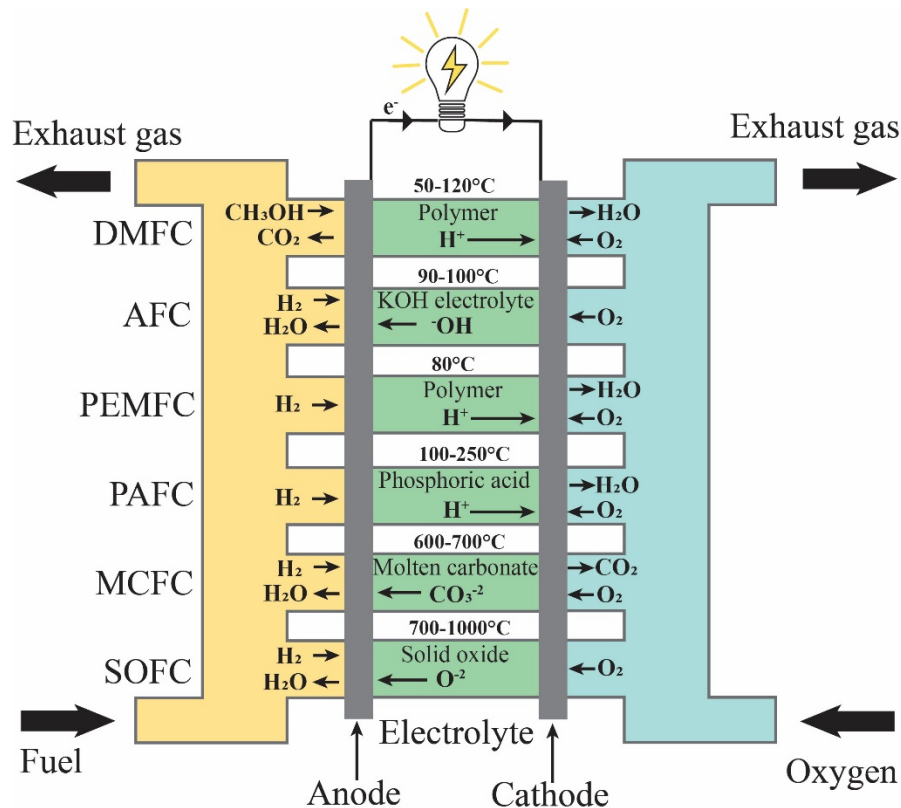 e⁻
Exhaust gas
Exhaust gas
50-120°C
DMFC
CH₃OH
CO₂
Polymer
H⁺
H₂O
O₂
90-100°C
AFC
H₂
H₂O
KOH electrolyte
⁻OH
O₂
80°C
PEMFC
H₂
Polymer
H⁺
H₂O
O₂
100-250°C
PAFC
H₂
Phosphoric acid
H⁺
H₂O
O₂
600-700°C
MCFC
H₂
H₂O
Molten carbonate
CO₃⁻²
CO₂
O₂
700-1000°C
SOFC
H₂
H₂O
Solid oxide
O⁻²
O₂
Fuel
Electrolyte
Oxygen
Anode
Cathode